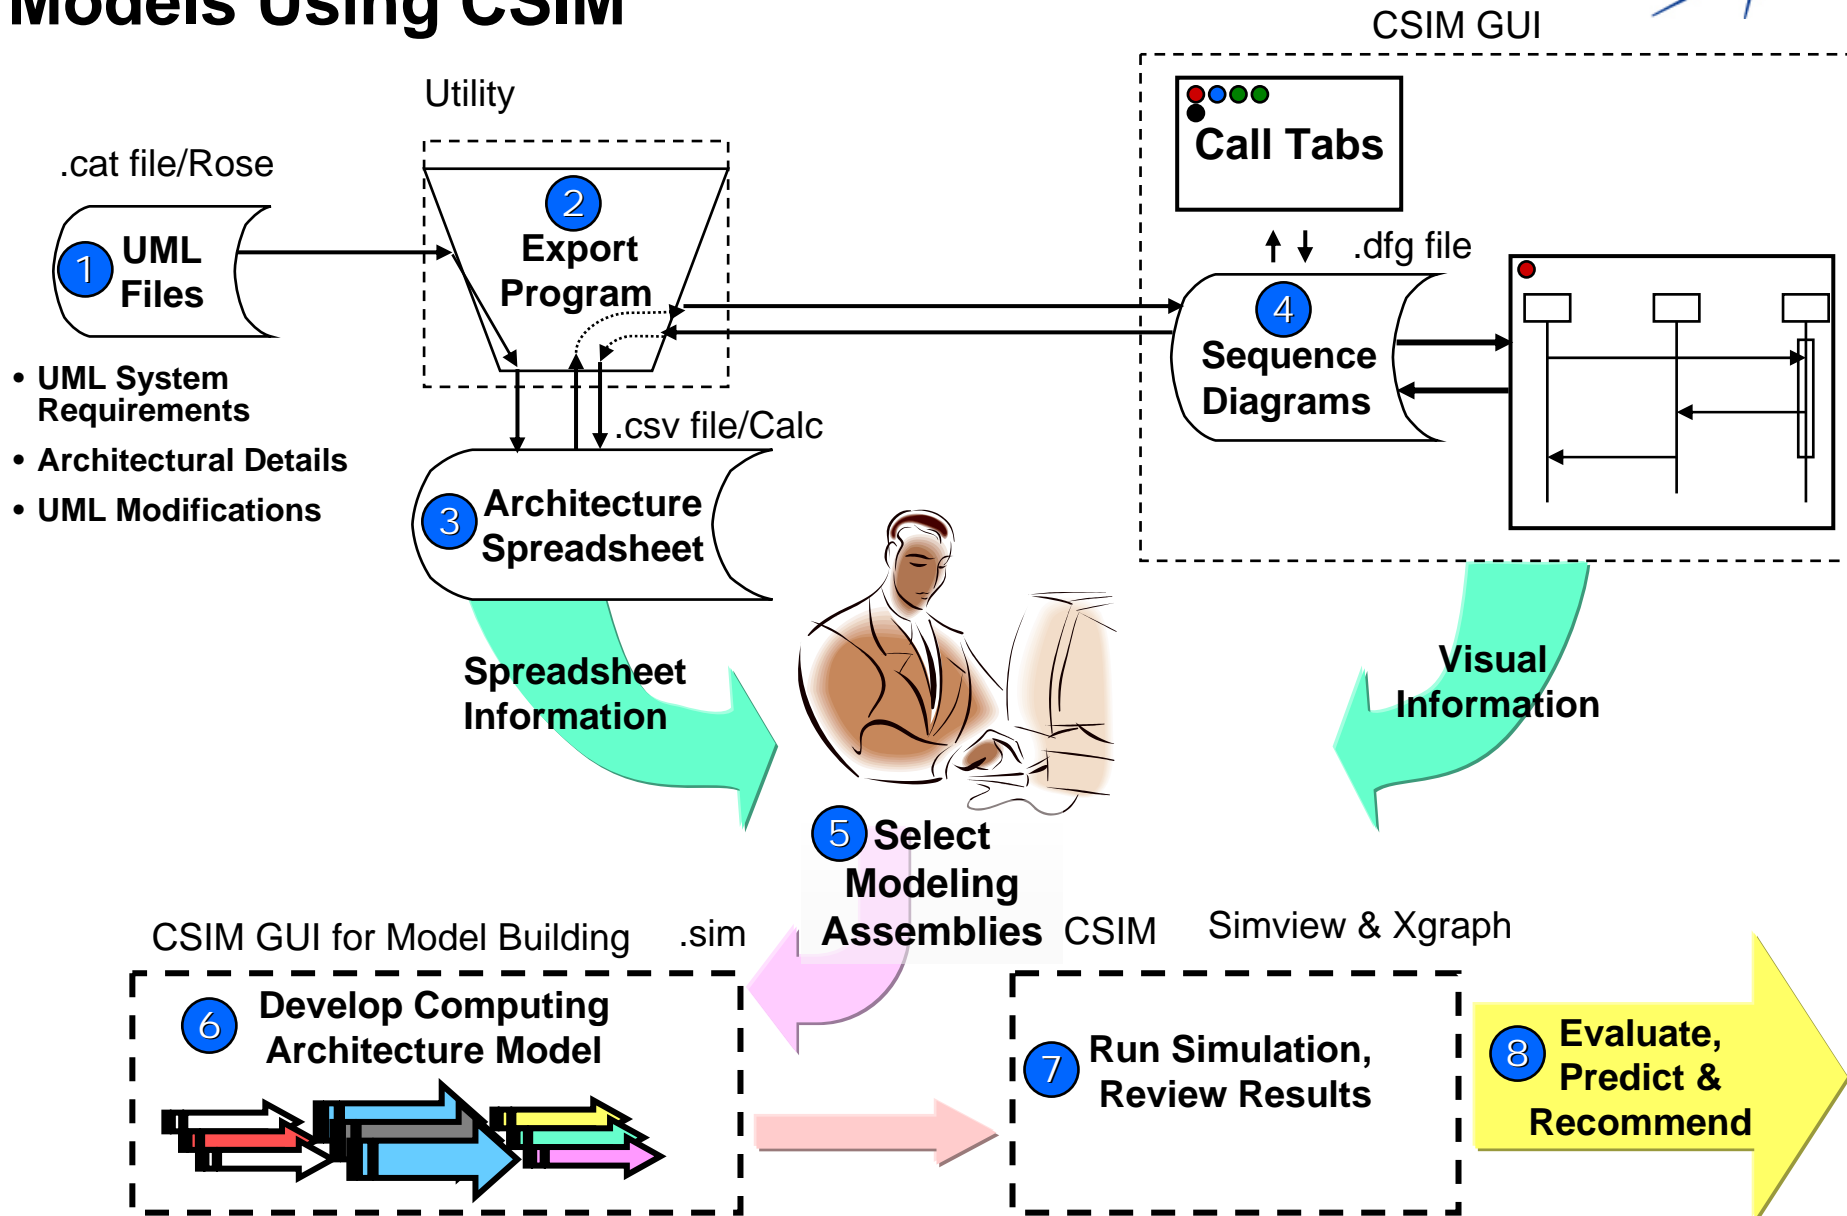 Models Using CSIM
CSIM GUI
Utility
.cat file/Rose
Call Tabs
1
UML
Files
2
Export
Program
.dfg file
4
Sequence
Diagrams
• UML System
Requirements
• Architectural Details
• UML Modifications
.csv file/Calc
3
Architecture
Spreadsheet
Spreadsheet
Information
Visual
Information
5 Select
Modeling
Assemblies
CSIM GUI for Model Building
.sim
CSIM
Simview & Xgraph
6
Develop Computing
Architecture Model
7
Run Simulation,
Review Results
8
Evaluate,
Predict &
Recommend